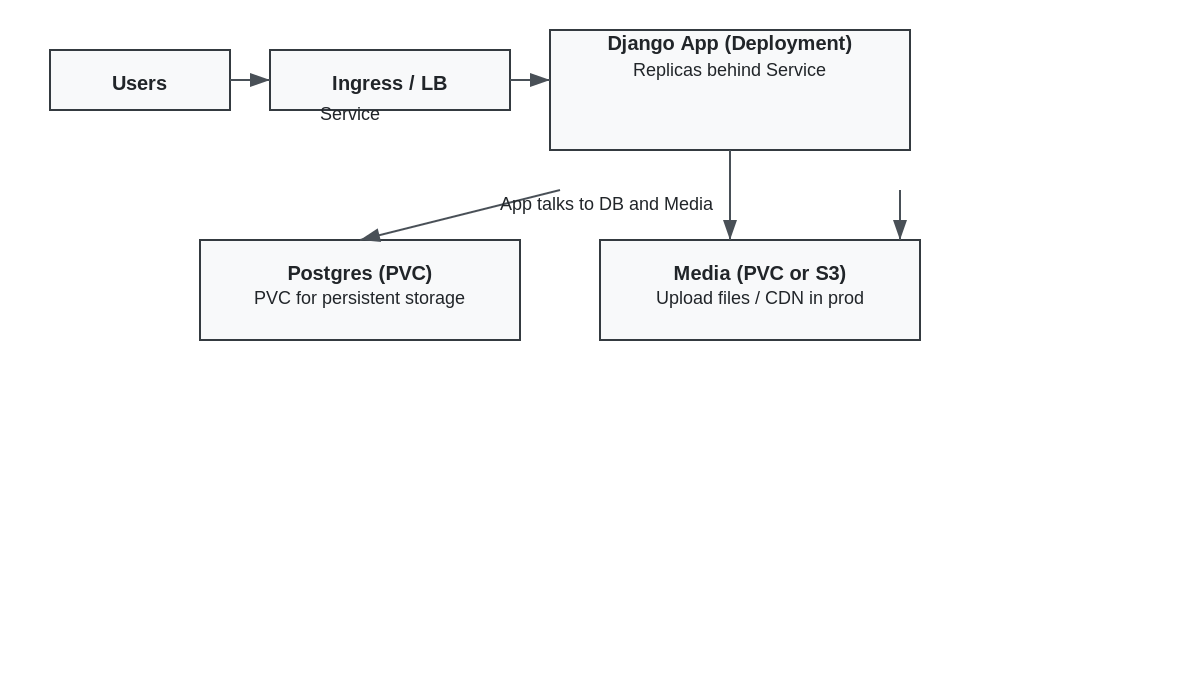 Users
Ingress / LB
Service
Django App (Deployment)
Replicas behind Service
App talks to DB and Media
Postgres (PVC)
PVC for persistent storage
Media (PVC or S3)
Upload files / CDN in prod